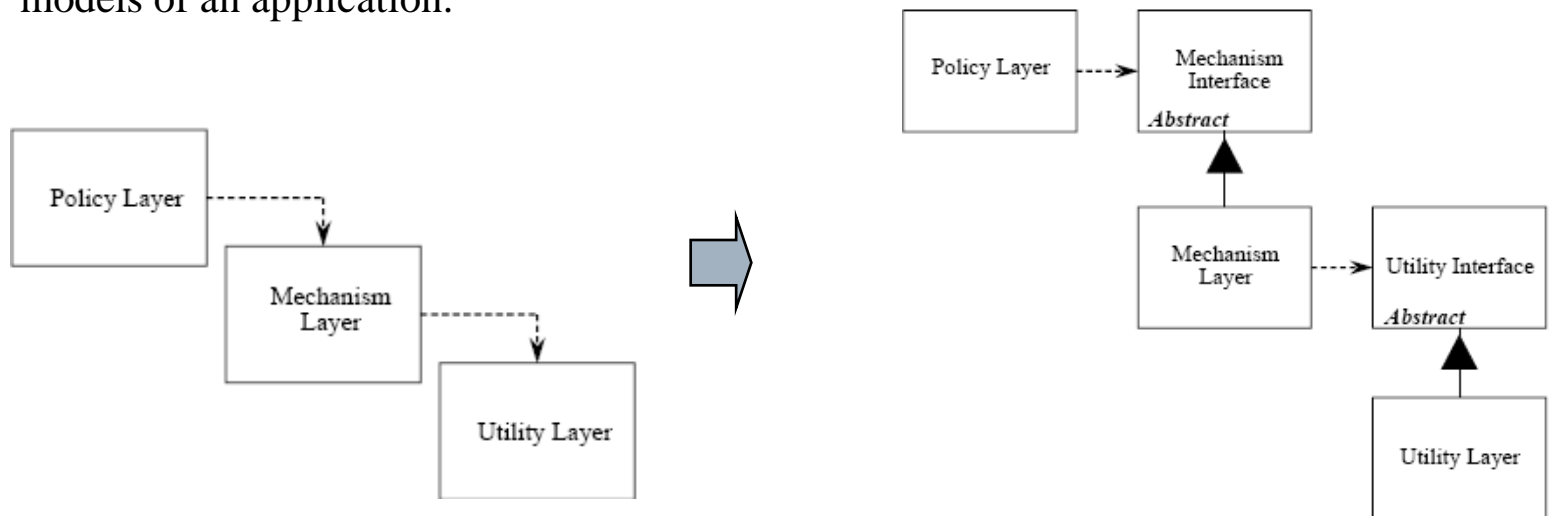 models of an application.
Policy Layer
Mechanism
Layer
Utility Layer
Policy Layer
Mechanism
Interface
Abstract
Mechanism
Layer
Utility Interface
Abstract
Utility Layer